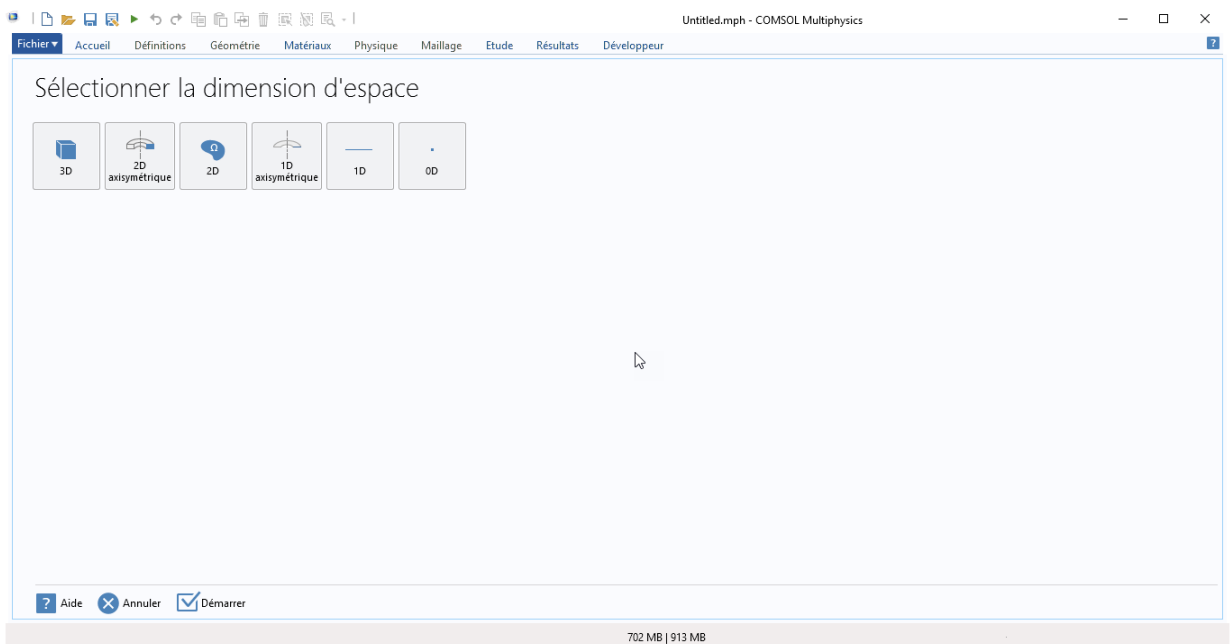 Untitled.mph - COMSOL Multiphysics
Fichier Accueil Définitions Géométrie Matériaux Physique Maillage Etude Résultats Développeur ?
Sélectionner la dimension d'espace
3D
2D
axisymétrique
Ω
2D
1D
axisymétrique
1D
0D
? Aide Annuler Démarrer
702 MB | 913 MB